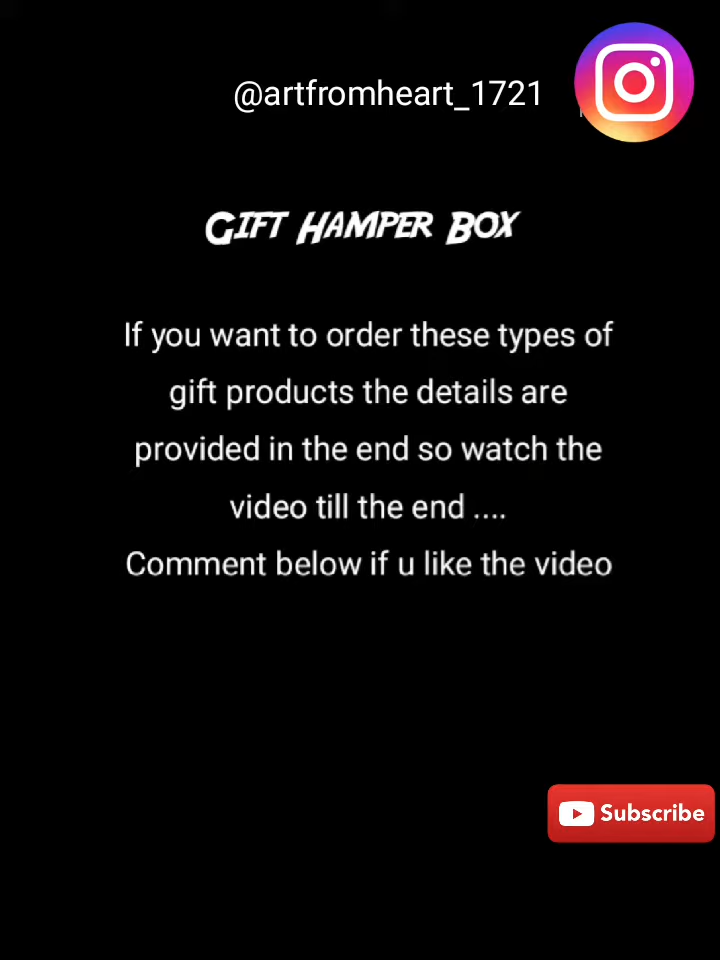 @artfromheart_1721
GIFT HAMPER BOX
If you want to order these types of
gift products the details are
provided in the end so watch the
video till the end ....
Comment below if u like the video
Subscribe